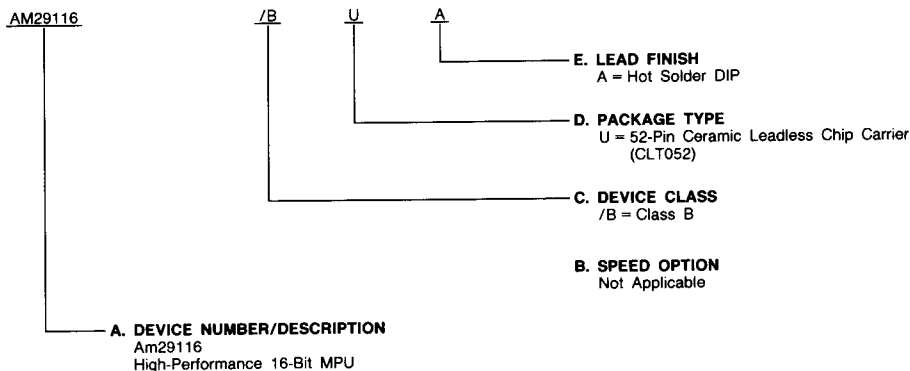 AM29116 /B U A
E. LEAD FINISH
A = Hot Solder DIP
D. PACKAGE TYPE
U = 52-Pin Ceramic Leadless Chip Carrier
(CLT052)
C. DEVICE CLASS
/B = Class B
B. SPEED OPTION
Not Applicable
A. DEVICE NUMBER/DESCRIPTION
Am29116
High-Performance 16-Bit MPU